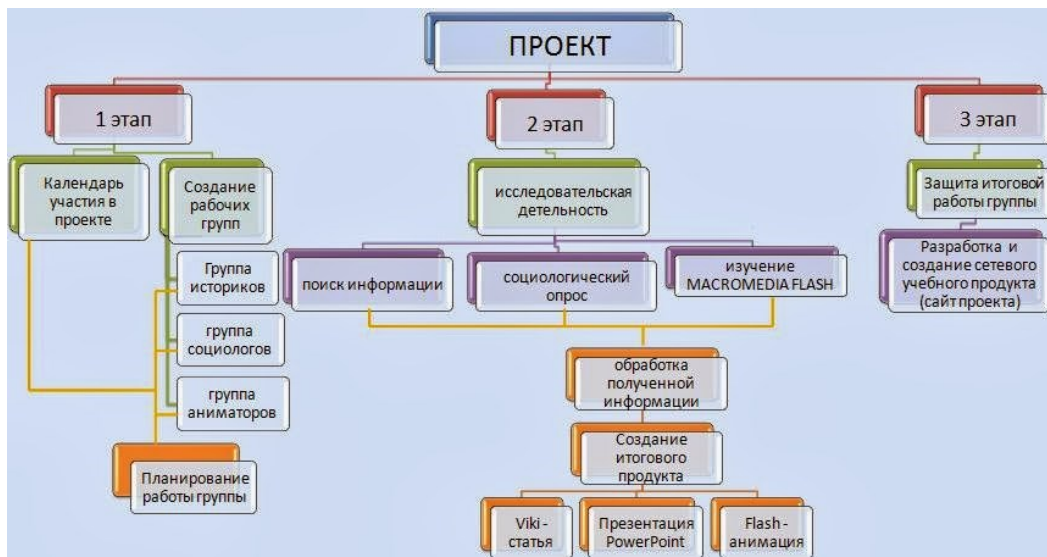 ПРОЕКТ
1 этап
2 этап
3 этап
Календарь
участия в
проекте
Создание
рабочих
групп
Группа
историков
группа
социологов
группа
аниматоров
Планирование
работы группы
исследовательская
детельность
поиск информации
социологический
опрос
изучение
MACROMEDIA FLASH
обработка
полученной
информации
Создание
итогового
продукта
Viki -
статья
Презентация
PowerPoint
Flash -
анимация
Защита итоговой
работы группы
Разработка и
создание сетевого
учебного продукта
(сайт проекта)